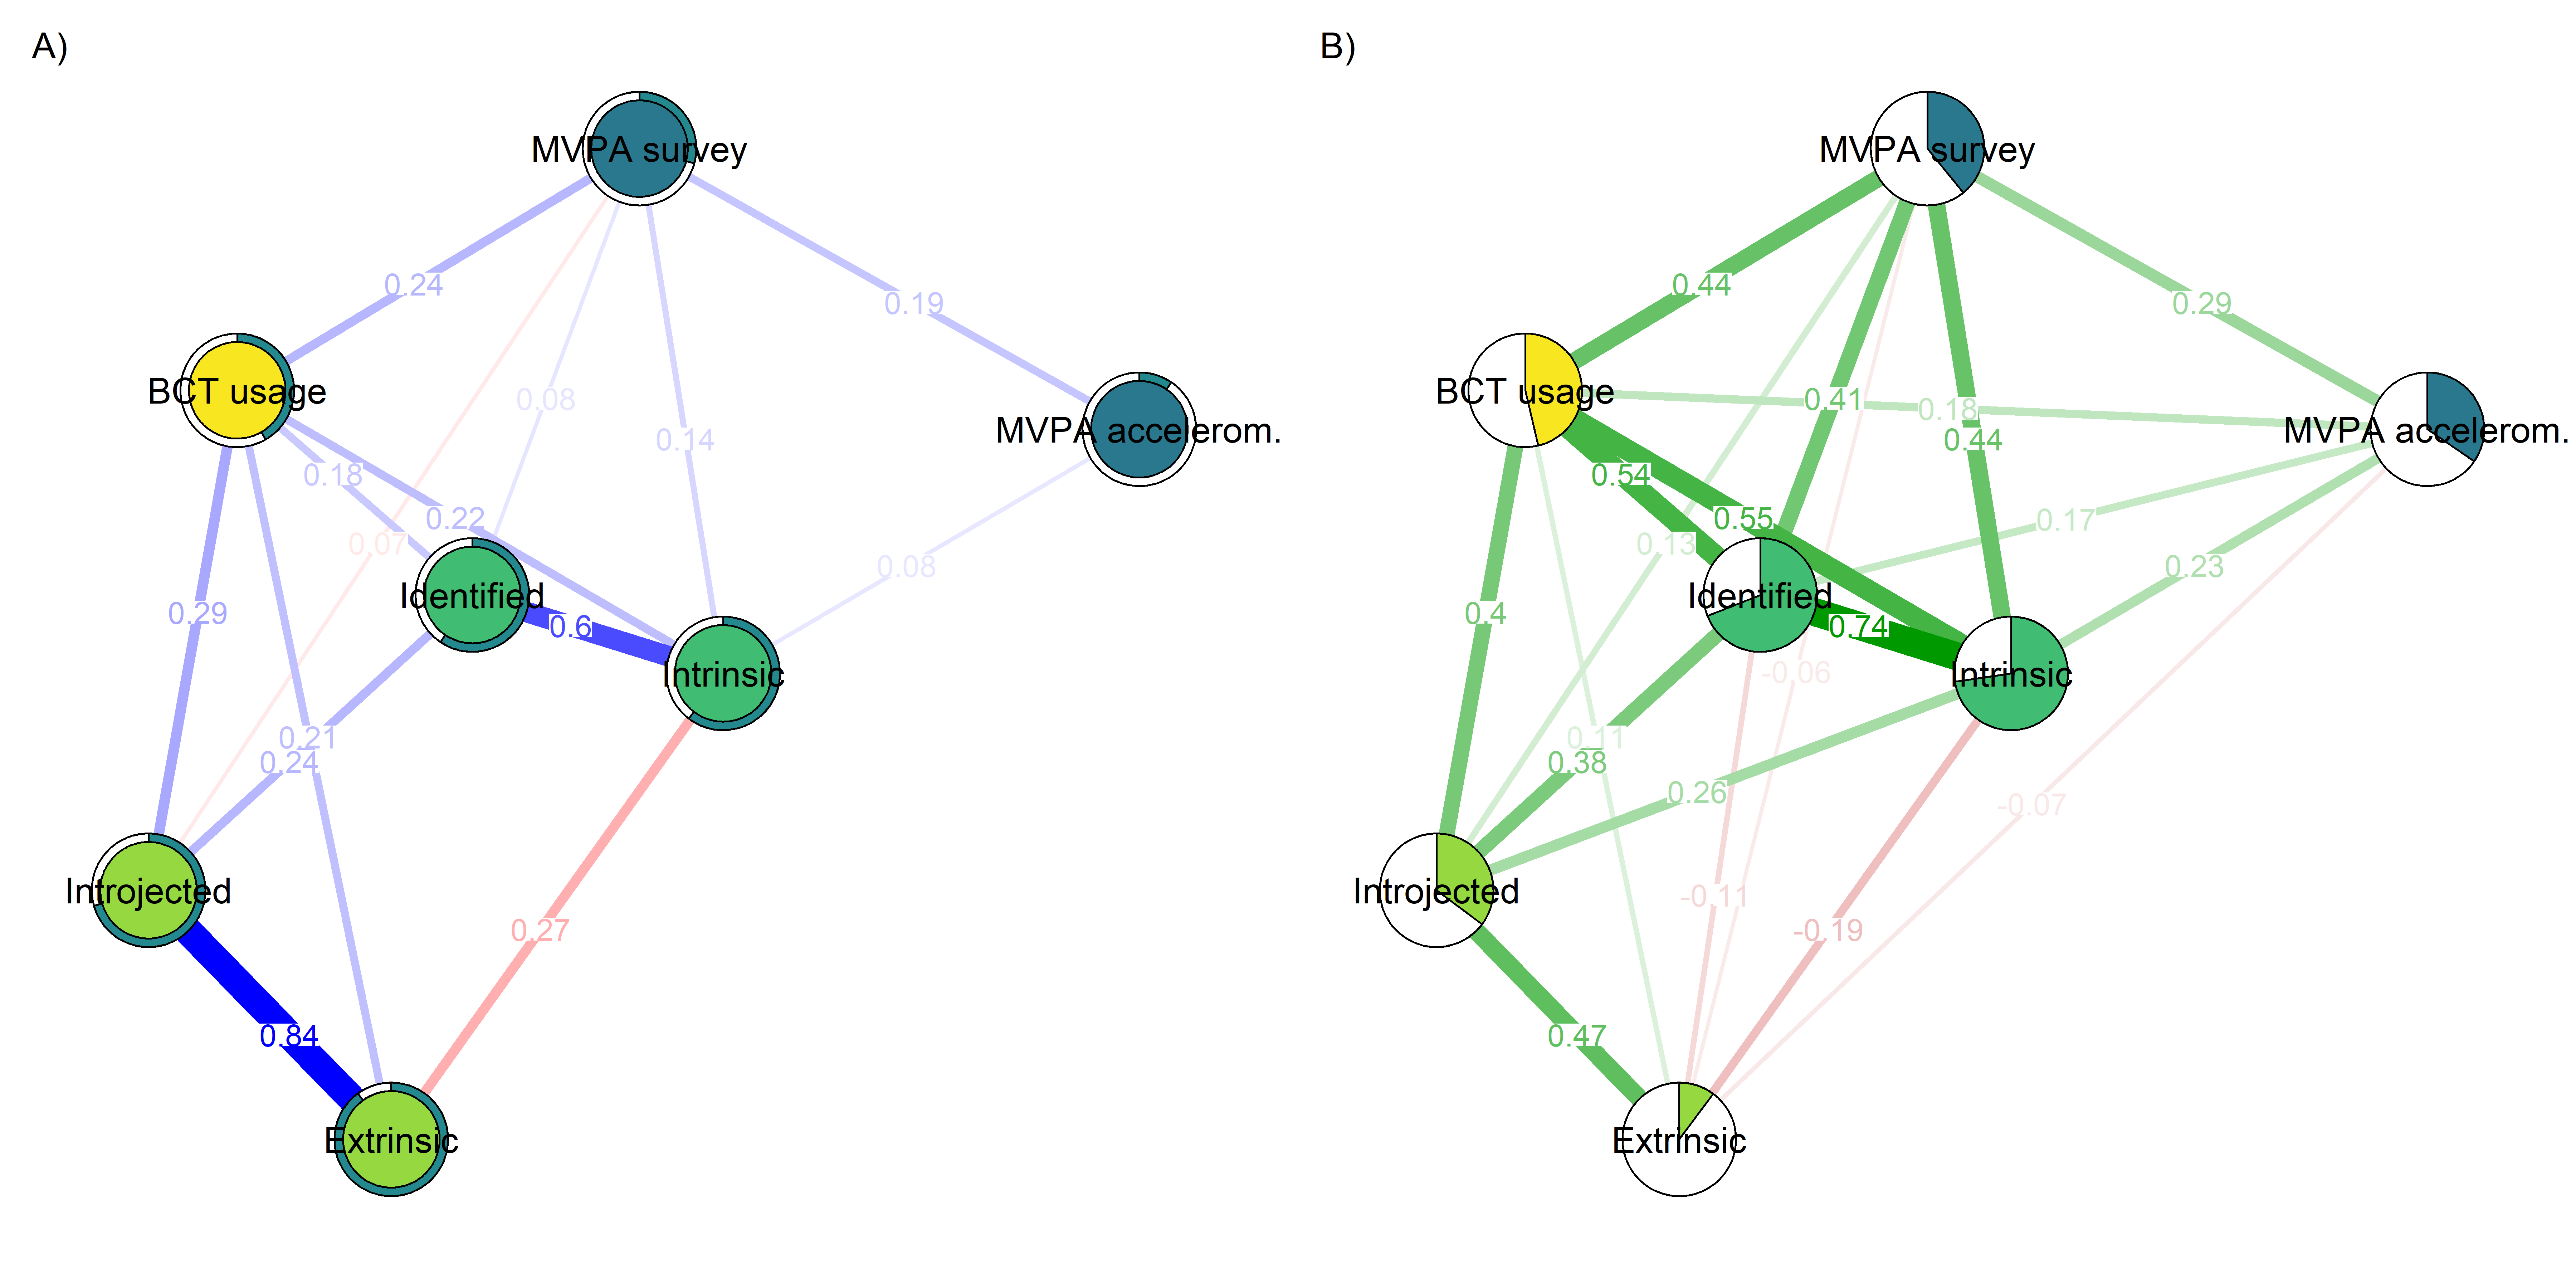 A)
MVPA survey
0.24
0.19
BCT usage
0.08
MVPA accelerom.
0.14
0.18
0.22
0.07
0.08
Identified
0.29
0.6
Intrinsic
0.21
0.24
Introjected
0.27
0.84
Extrinsic
B)
MVPA survey
0.44
0.29
BCT usage
0.41
0.18
MVPA accelerom.
0.44
0.54
0.55
0.17
0.13
0.23
Identified
0.4
0.74
-0.06
Intrinsic
0.11
0.38
0.26
-0.07
Introjected
-0.11
-0.19
0.47
Extrinsic